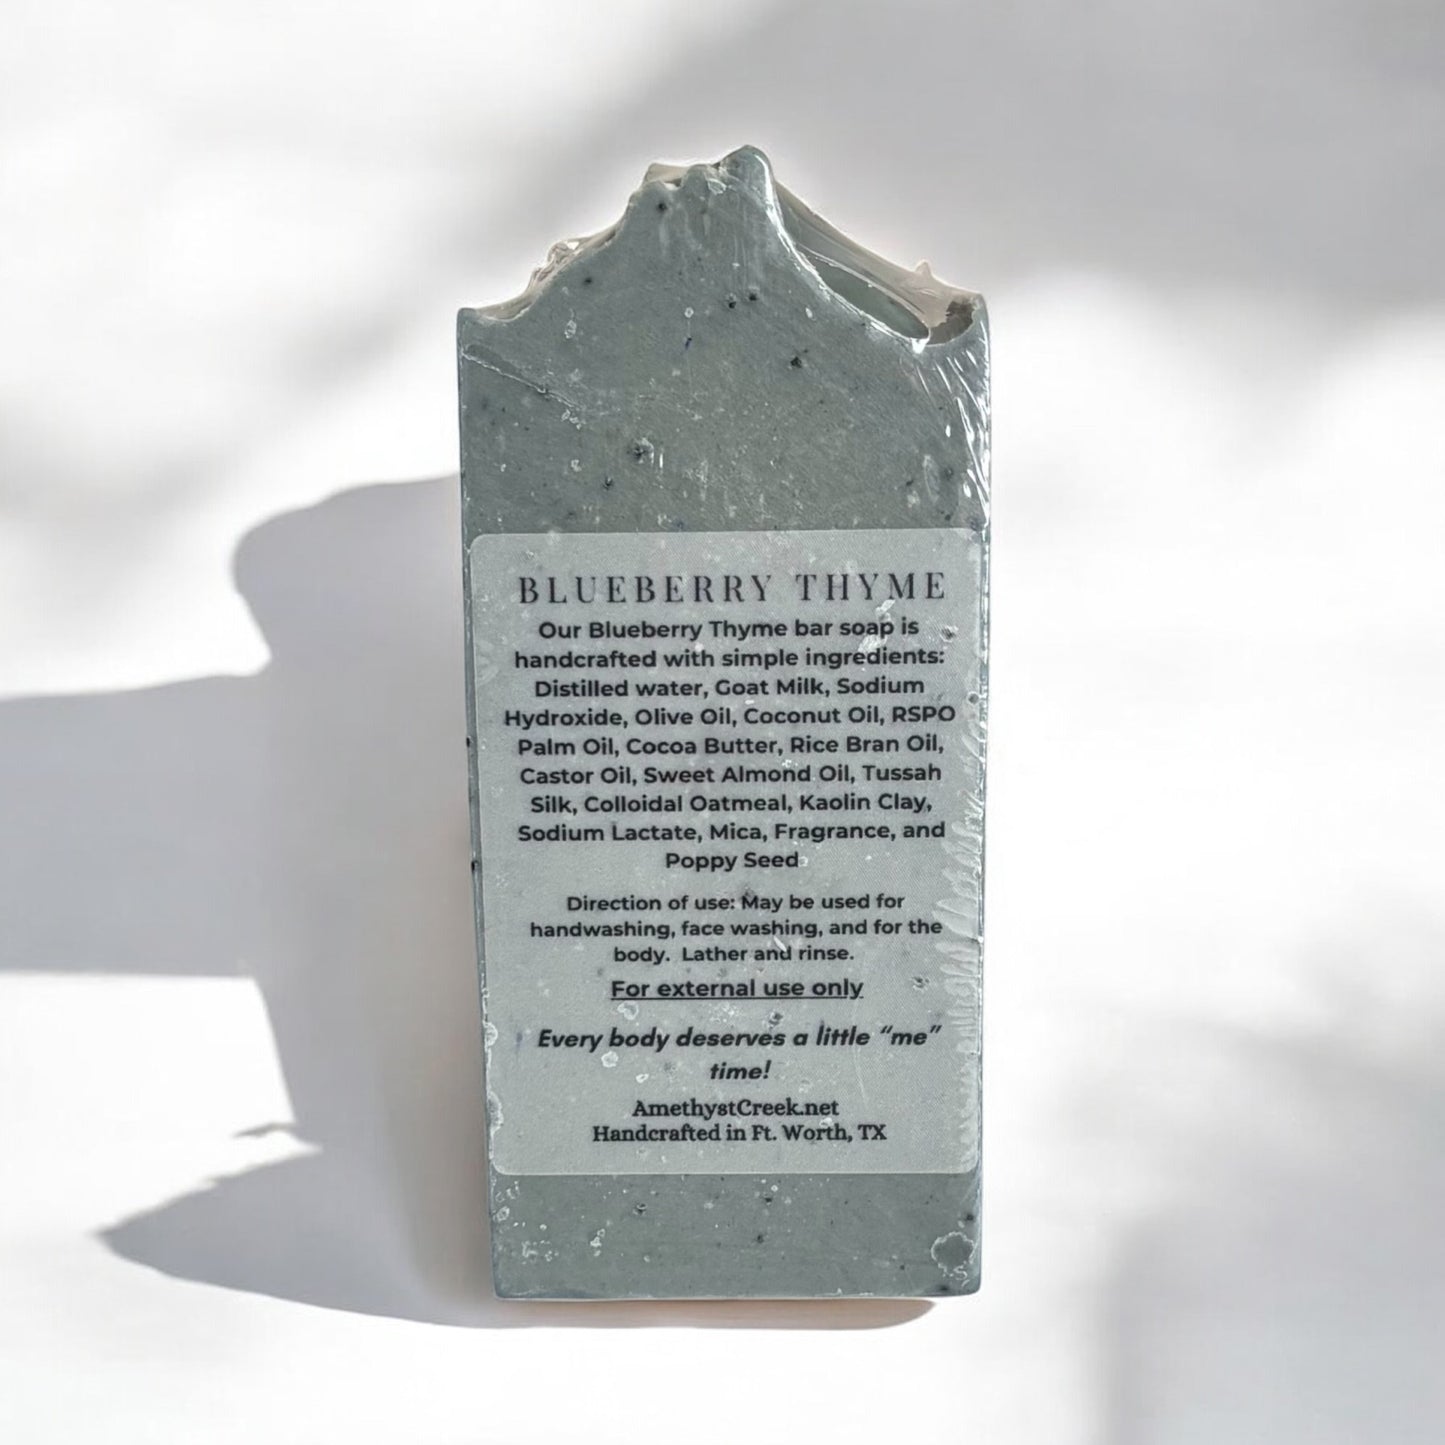 BLUEBERRY THYME
Our Blueberry Thyme bar soap is
handcrafted with simple ingredients:
Distilled water, Goat Milk, Sodium
Hydroxide, Olive Oil, Coconut Oil, RSPO
Palm Oil, Cocoa Butter, Rice Bran Oil,
Castor Oil, Sweet Almond Oil, Tussah
Silk, Colloidal Oatmeal, Kaolin Clay,
Sodium Lactate, Mica, Fragrance, and
Poppy Seed
Direction of use: May be used for
handwashing, face washing, and for the
body. Lather and rinse.
For external use only
Every body deserves a little “me”
time!
AmethystCreek.net
Handcrafted in Ft. Worth, TX